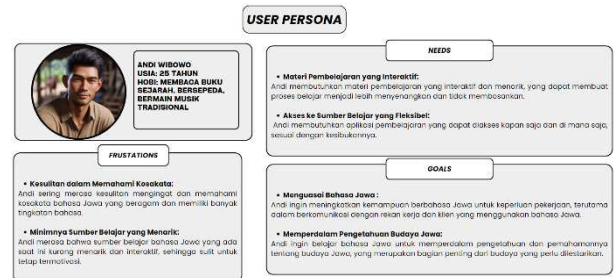 USER PERSONA
ANDI WIBOWO
USIA: 25 TAHUN
HOBI: MEMBACA BUKU
SEJARAH, BERSEPEDA,
BERMAIN MUSIK
TRADISIONAL
FRUSTATIONS
• Kesulitan dalam Memahami Kosakata:
Andi sering merasa kesulitan mengingat dan memahami
kosakata bahasa Jawa yang beragam dan memiliki banyak
tingkatan bahasa.
• Minimnya Sumber Belajar yang Menarik:
Andi merasa bahwa sumber belajar bahasa Jawa yang ada
saat ini kurang menarik dan interaktif, sehingga sulit untuk
tetap termotivasi.
NEEDS
• Materi Pembelajaran yang Interaktif:
Andi membutuhkan materi pembelajaran yang interaktif dan menarik, yang dapat membuat
proses belajar menjadi lebih menyenangkan dan tidak membosankan.
• Akses ke Sumber Belajar yang Fleksibel:
Andi membutuhkan aplikasi pembelajaran yang dapat diakses kapan saja dan di mana saja,
sesuai dengan kesibukannya.
GOALS
• Menguasai Bahasa Jawa :
Andi ingin meningkatkan kemampuan berbahasa Jawa untuk keperluan pekerjaan, terutama
dalam berkomunikasi dengan rekan kerja dan klien yang menggunakan bahasa Jawa.
• Memperdalam Pengetahuan Budaya Jawa:
Andi ingin belajar bahasa Jawa untuk memperdalam pengetahuan dan pemahamannya
tentang budaya Jawa, yang merupakan bagian penting dari budaya yang perlu dilestarikan.